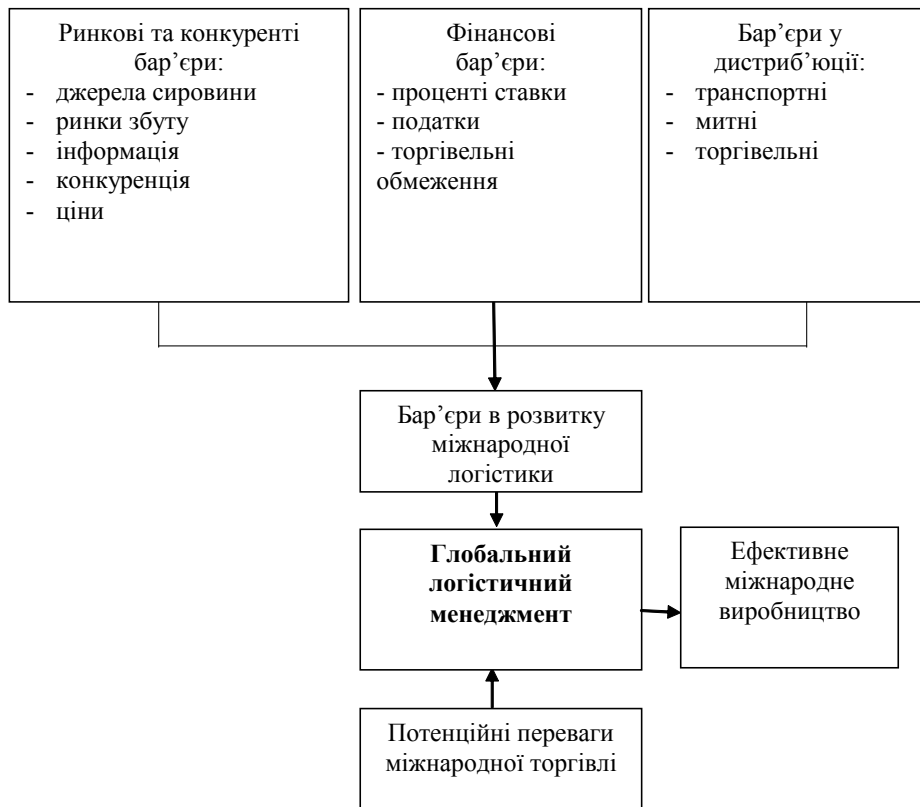 Ринкові та конкуренті
бар’єри:
- джерела сировини
- ринки збуту
- інформація
- конкуренція
- ціни
Фінансові
бар’єри:
- проценті ставки
- податки
- торгівельні
обмеження
Бар’єри у
дистриб’юції:
- транспортні
- митні
- торгівельні
Бар’єри в розвитку
міжнародної
логістики
Глобальний
логістичний
менеджмент
Ефективне
міжнародне
виробництво
Потенційні переваги
міжнародної торгівлі